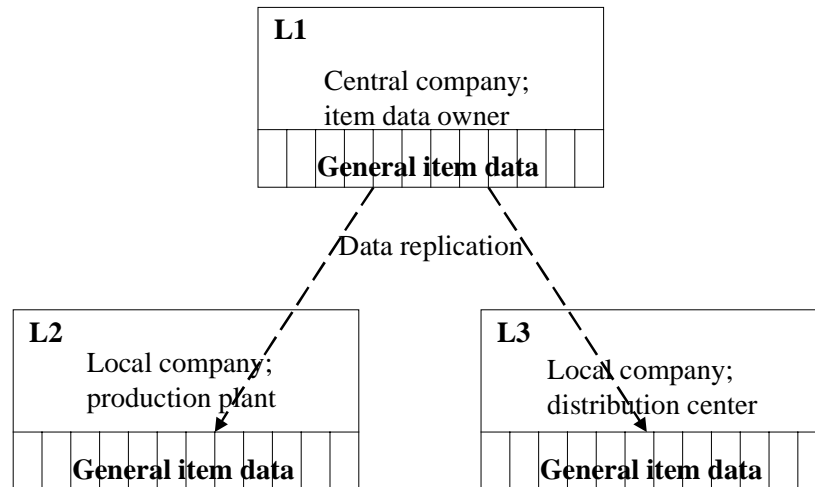 L1
Central company;
item data owner
General item data
Data replication
L2
Local company;
production plant
General item data
L3
Local company;
distribution center
General item data